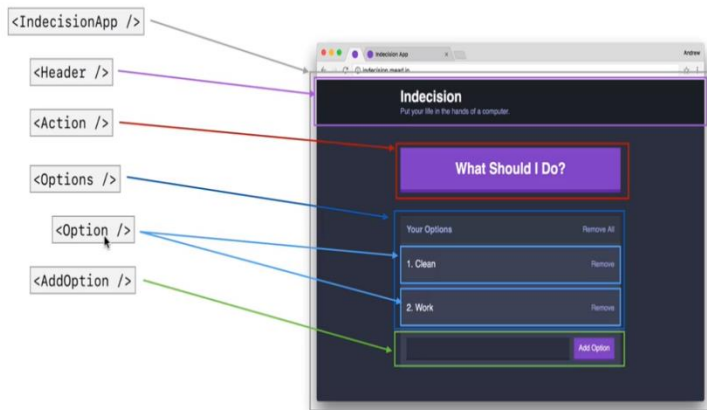 <IndecisionApp />
<Header />
<Action />
<Options />
<Option />
<AddOption />
Indecision App
Andrew
indecision.mead.io
Indecision
Put your life in the hands of a computer.
What Should I Do?
Your Options Remove All
1. Clean Remove
2. Work Remove
Add Option